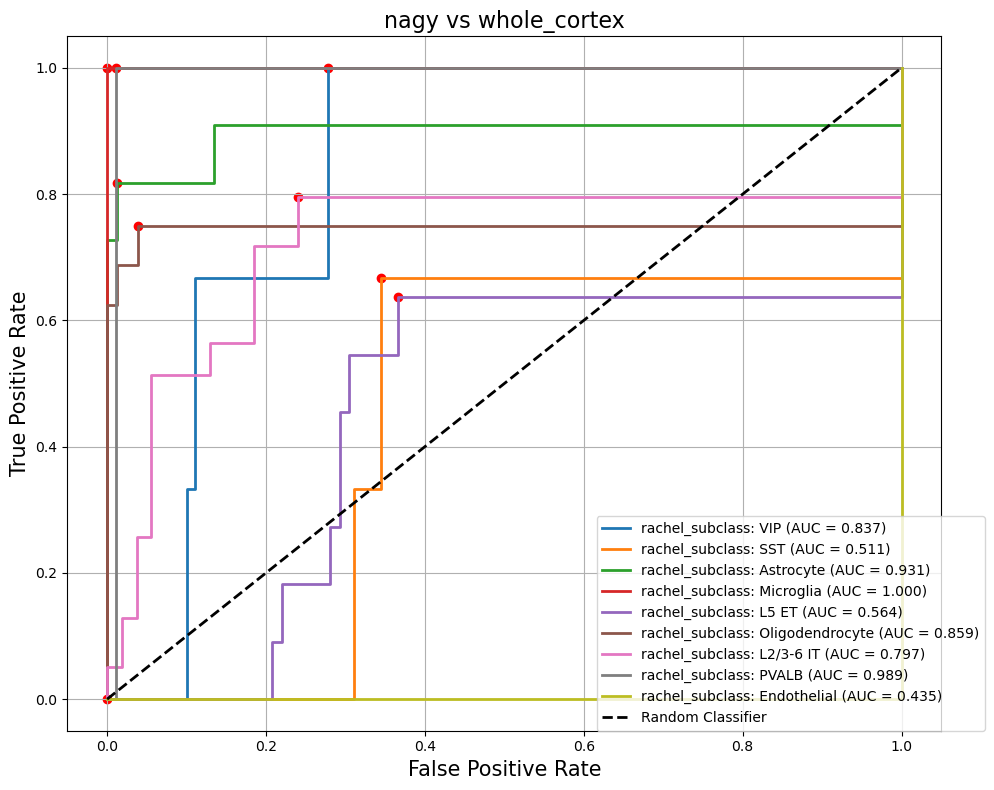 nagy vs whole_cortex
True Positive Rate
1.0
0.8
0.6
0.4
0.2
0.0
rachel_subclass: VIP (AUC = 0.837)
rachel_subclass: SST (AUC = 0.511)
rachel_subclass: Astrocyte (AUC = 0.931)
rachel_subclass: Microglia (AUC = 1.000)
rachel_subclass: L5 ET (AUC = 0.564)
rachel_subclass: Oligodendrocyte (AUC = 0.859)
rachel_subclass: L2/3-6 IT (AUC = 0.797)
rachel_subclass: PVALB (AUC = 0.989)
rachel_subclass: Endothelial (AUC = 0.435)
Random Classifier
0.0 0.2 0.4 0.6 0.8 1.0
False Positive Rate